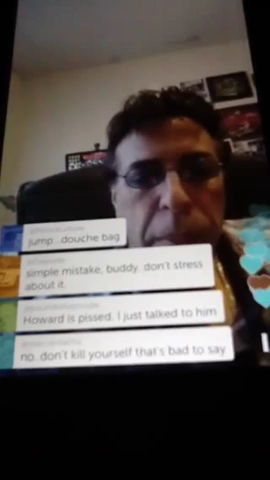 jump. douche bag
simple mistake, buddy. don't stress
about it.
Howard is pissed. I just talked to him
no..don't kill yourself that's bad to say